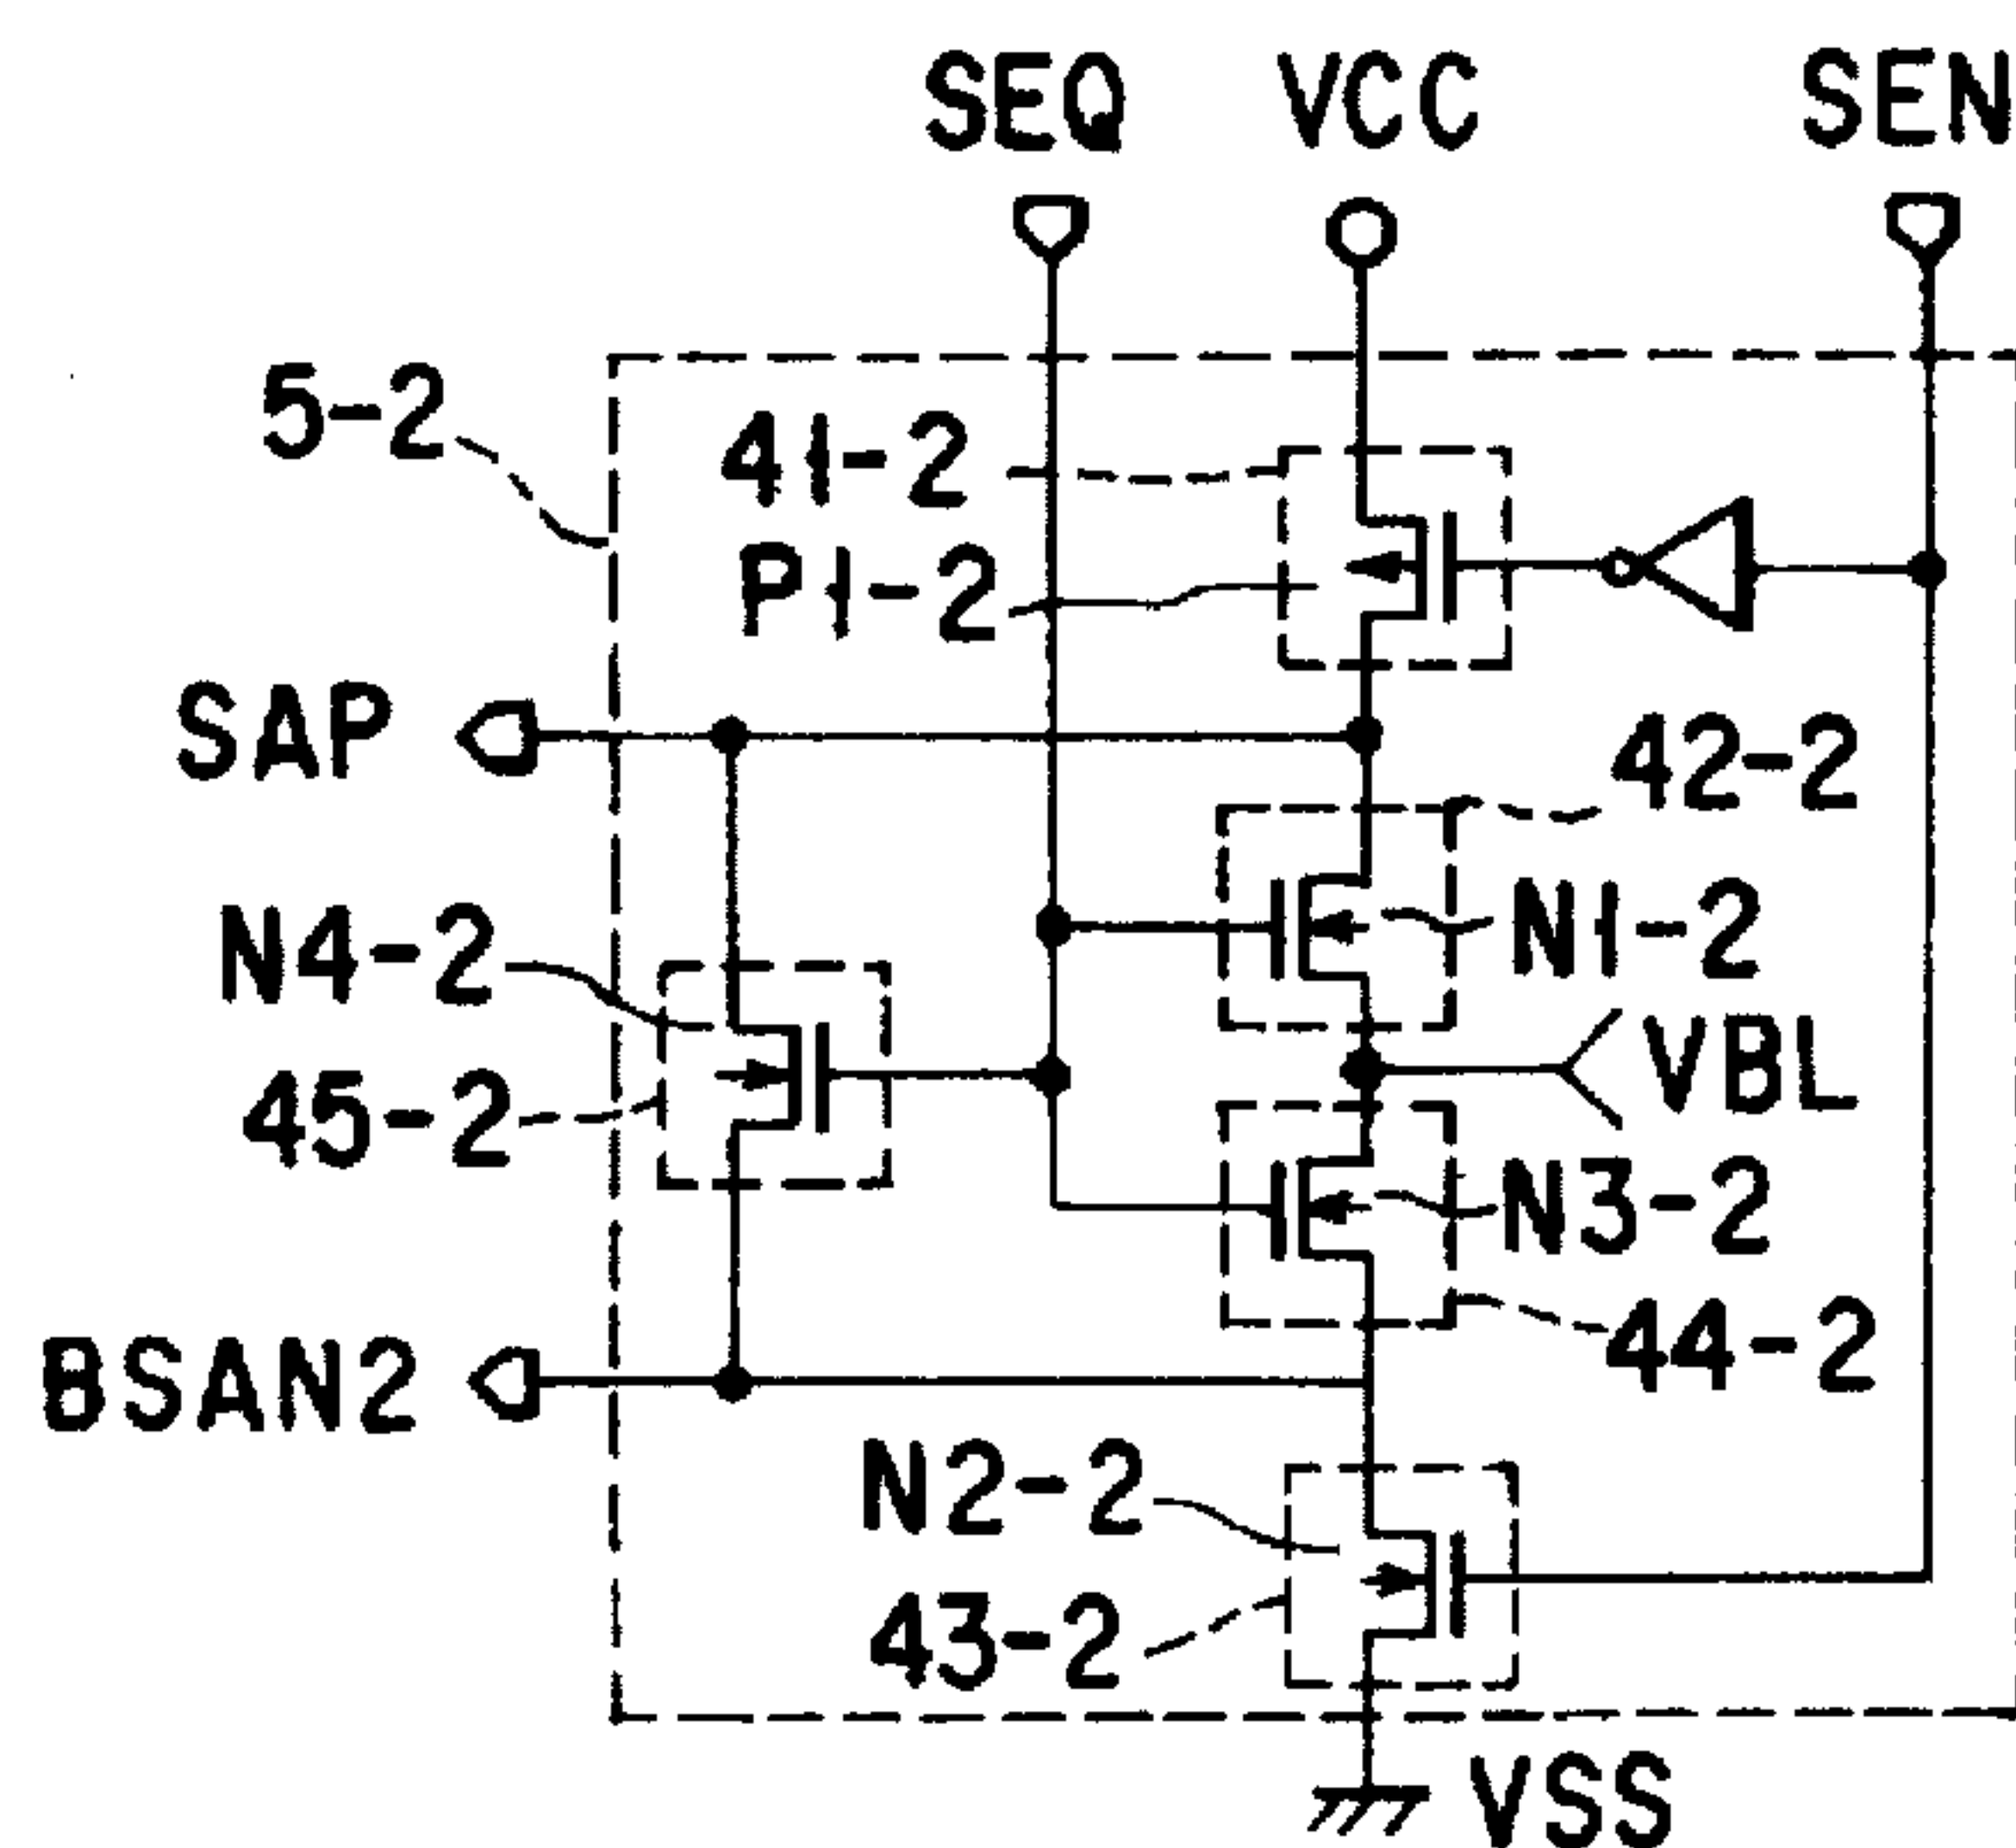 SEQ VCC SEN
5-2
41-2
P1-2
SAP
42-2
N4-2
N1-2
VBL
45-2
N3-2
BSAN2
44-2
N2-2
43-2
VSS